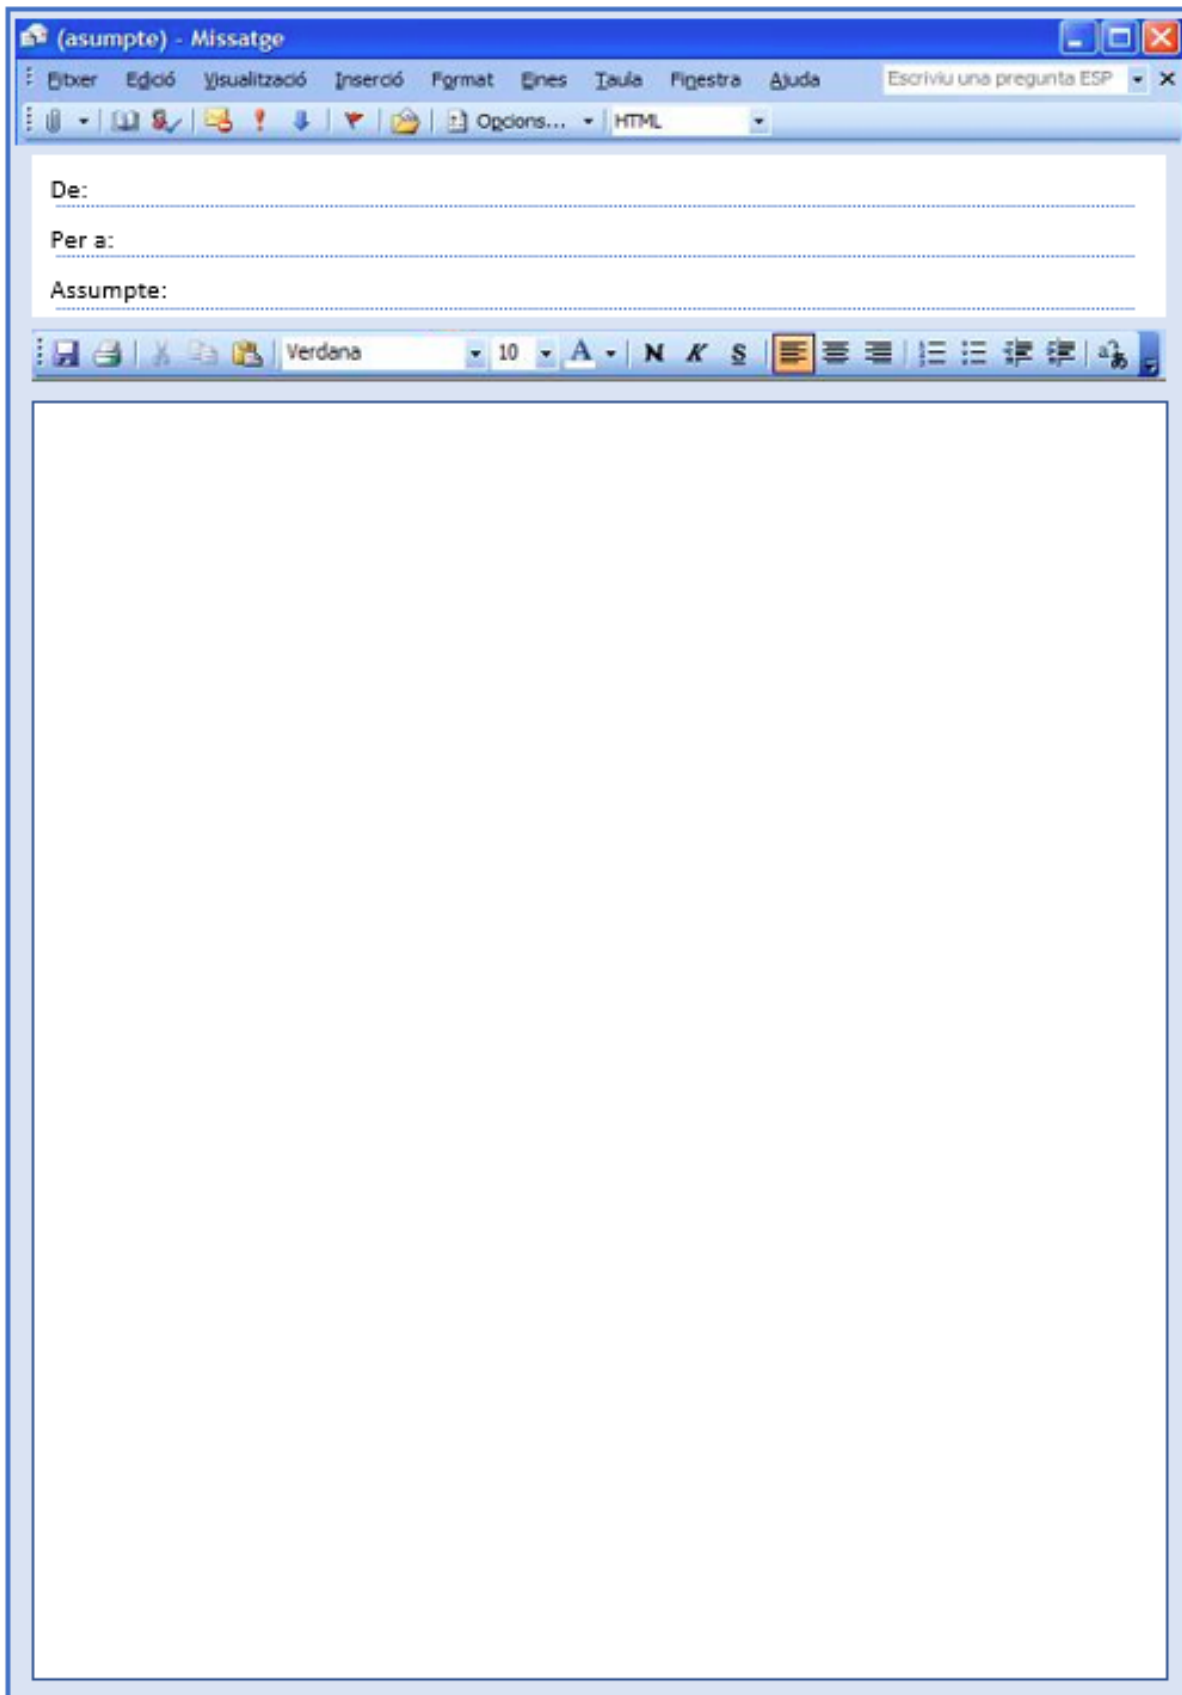 (asumpte) - Missatge
Fitxer Edició Visualització Inserció Format Eines Taula Finestra Ajuda Escriviu una pregunta ESP
Opcions... HTML
De:
Per a:
Assumpte:
Verdana 10 A N K S